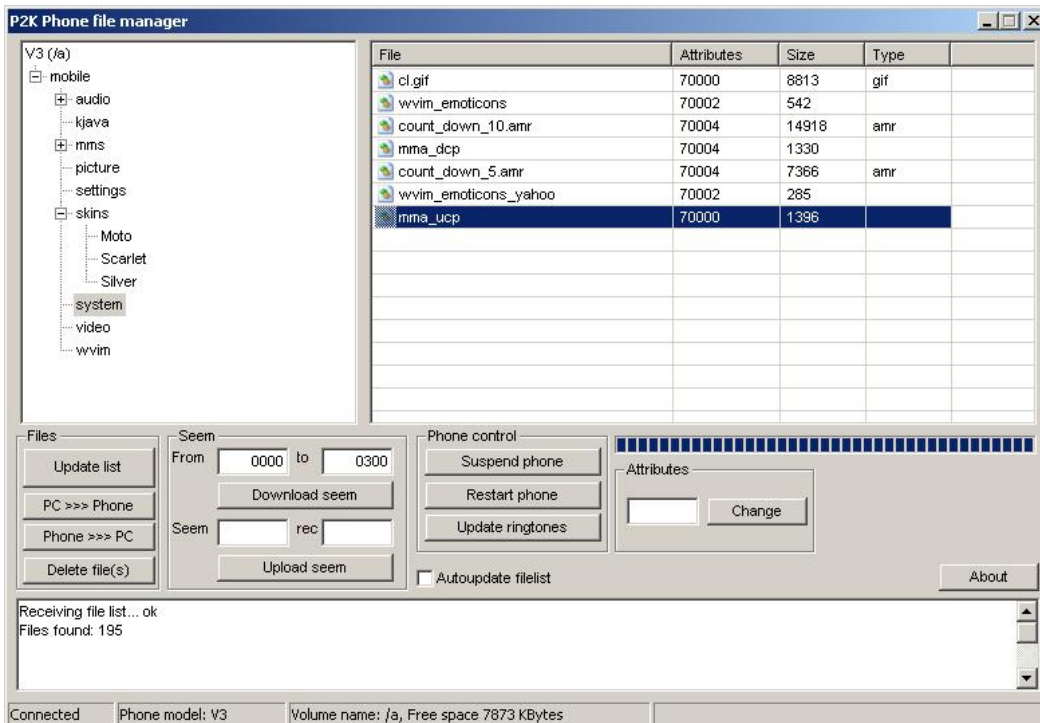 P2K Phone file manager
V3 (/a)
mobile
audio
kjava
mms
picture
settings
skins
Moto
Scarlet
Silver
system
video
wvim
File Attributes Size Type
cl.gif 70000 8813 gif
wvim_emoticons 70002 542
count_down_10.amr 70004 14918 amr
mma_dcp 70004 1330
count_down_5.amr 70004 7366 amr
wvim_emoticons_yahoo 70002 285
mma_ucp 70000 1396
Files
Update list
PC >>> Phone
Phone >>> PC
Delete file(s)
Seem
From 0000 to 0300
Download seem
Seem rec
Upload seem
Phone control
Suspend phone
Restart phone
Update ringtones
Autoupdate filelist
Attributes
Change
About
Receiving file list... ok
Files found: 195
Connected Phone model: V3 Volume name: /a, Free space 7873 KBytes